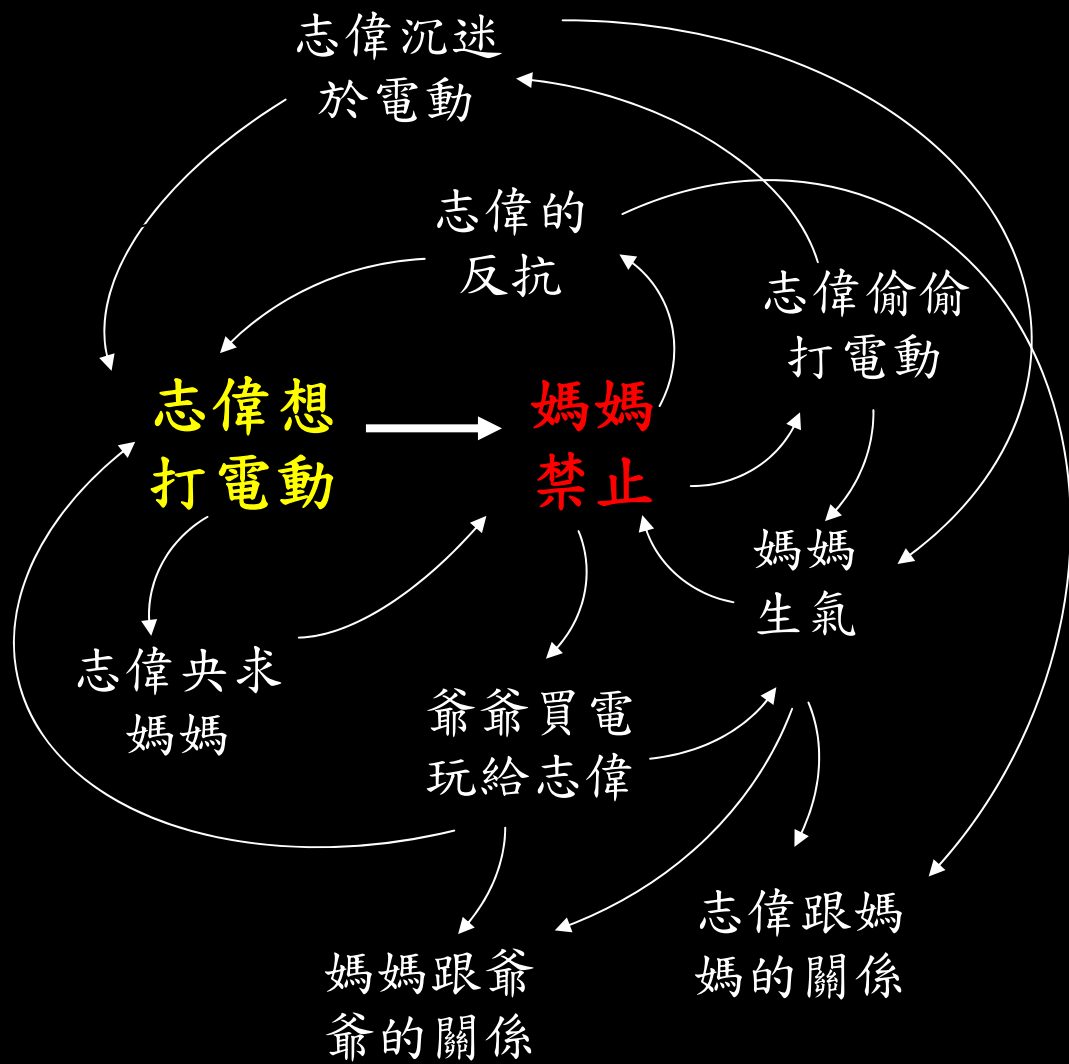 志偉沉迷
於電動
志偉的
反抗
志偉偷偷
打電動
志偉想
打電動
媽媽
禁止
媽媽
生氣
志偉央求
媽媽
爺爺買電
玩給志偉
志偉跟媽
媽的關係
媽媽跟爺
爺的關係